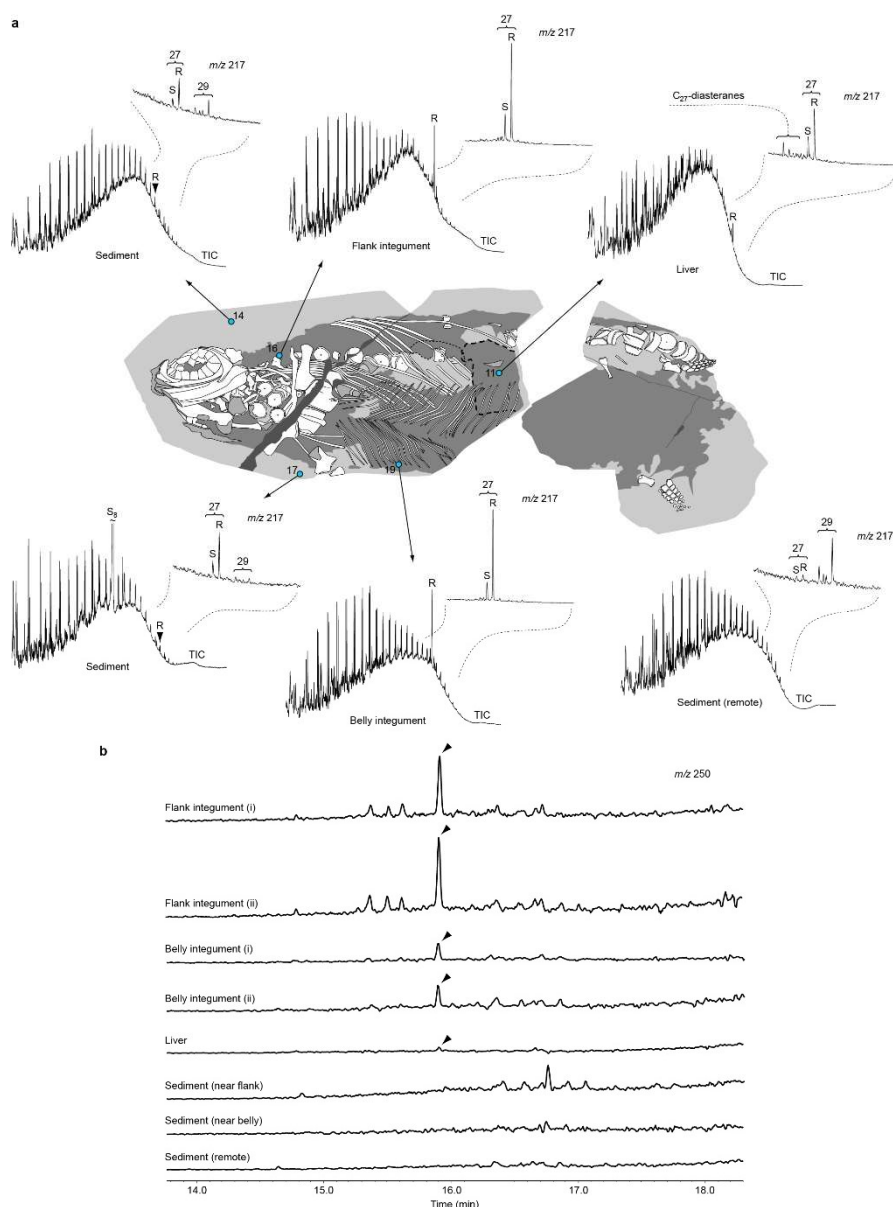 a
27
R
S
29
m/z 217
R
TIC
Sediment
27
R
S
m/z 217
R
TIC
Flank integument
27
R
S
C27-diasteranes
m/z 217
R
TIC
Liver
14
16
11
17
19
S8
27
R
S
29
m/z 217
R
TIC
Sediment
27
R
S
m/z 217
R
TIC
Belly integument
27
S R
29
m/z 217
TIC
Sediment (remote)
b
m/z 250
Flank integument (i)
Flank integument (ii)
Belly integument (i)
Belly integument (ii)
Liver
Sediment (near flank)
Sediment (near belly)
Sediment (remote)
14.0 15.0 16.0 17.0 18.0
Time (min)